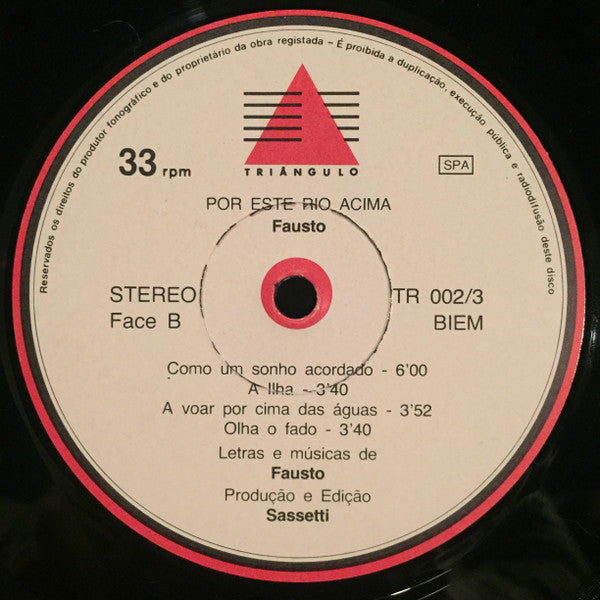 Reservados os direitos do produtor fonográfico e do proprietário da obra registada - É proibida a duplicação, execução pública e radiodifusão deste disco
TRIÂNGULO
33 rpm
SPA
POR ESTE RIO ACIMA
Fausto
STEREO
TR 002/3
Face B
BIEM
Como um sonho acordado - 6'00
A Ilha - 3'40
A voar por cima das águas - 3'52
Olha o fado - 3'40
Letras e músicas de
Fausto
Produção e Edição
Sassetti